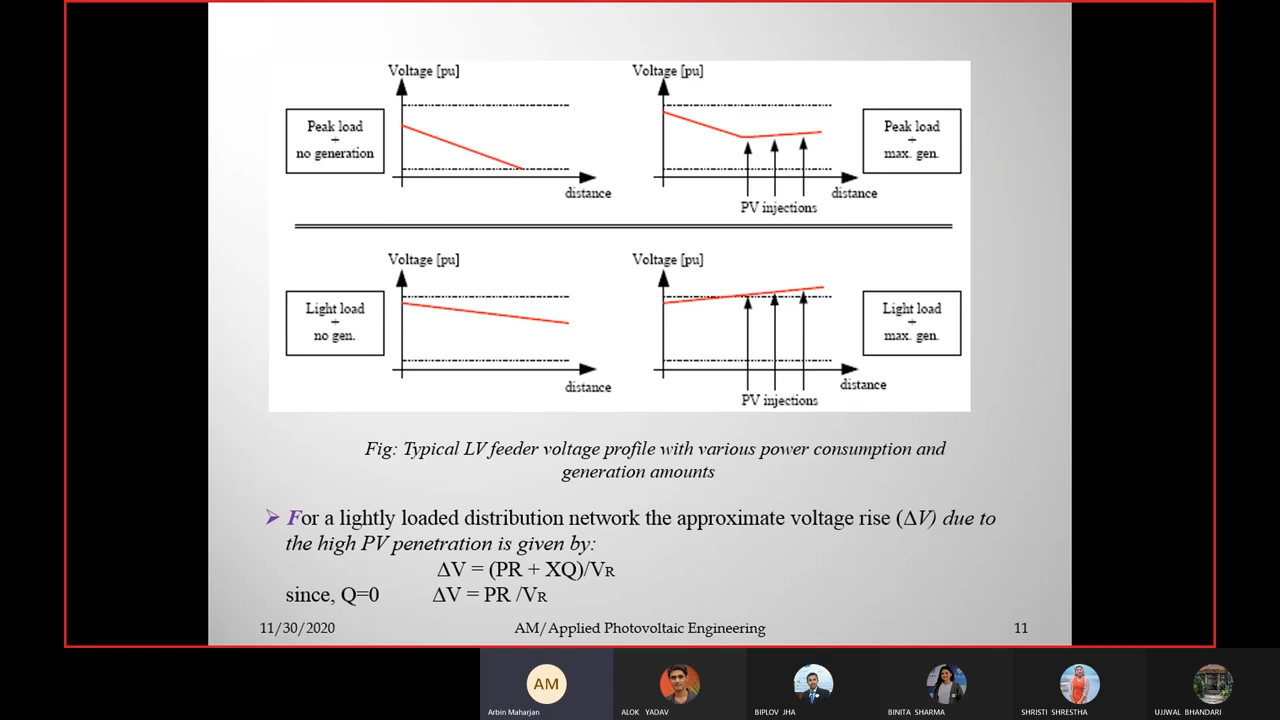 Voltage [pu]
Peak load
+
no generation
distance
Voltage [pu]
Peak load
+
max. gen.
distance
PV injections
Voltage [pu]
Light load
+
no gen.
distance
Voltage [pu]
Light load
+
max. gen.
distance
PV injections
Fig: Typical LV feeder voltage profile with various power consumption and
generation amounts
➢ For a lightly loaded distribution network the approximate voltage rise (ΔV) due to
the high PV penetration is given by:
ΔV = (PR + XQ)/VR
since, Q=0 ΔV = PR /VR
11/30/2020 AM/Applied Photovoltaic Engineering 11
AM
Arbin Maharjan ALOK YADAV BIPLOV JHA BINITA SHARMA SHRISTI SHRESTHA UJJWAL BHANDARI